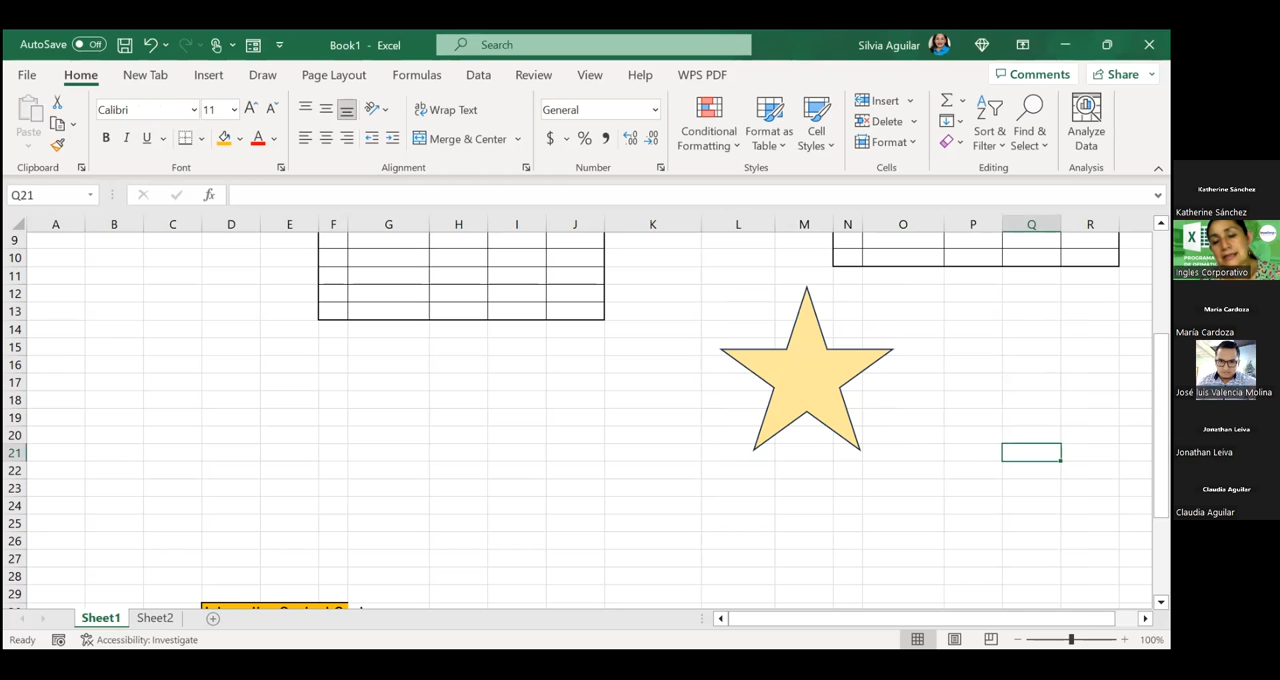 AutoSave Off Book1 - Excel Search Silvia Aguilar
File Home New Tab Insert Draw Page Layout Formulas Data Review View Help WPS PDF Comments Share
Paste Calibri 11 Wrap Text General Conditional Formatting Format as Table Cell Styles Insert Σ Sort & Filter Find & Select Analyze Data
B I U Merge & Center $ % Delete
Format
Clipboard Font Alignment Number Styles Cells Editing Analysis
Q21 fx
A B C D E F G H I J K L M N O P Q R
9
10
11
12
13
14
15
16
17
18
19
20
21
22
23
24
25
26
27
28
29
Sheet1 Sheet2
Ready Accessibility: Investigate 100%
Katherine Sánchez
Katherine Sánchez
Ingles Corporativo
Maria Cardoza
María Cardoza
José luis Valencia Molina
Jonathan Leiva
Jonathan Leiva
Claudia Aguilar
Claudia Aguilar